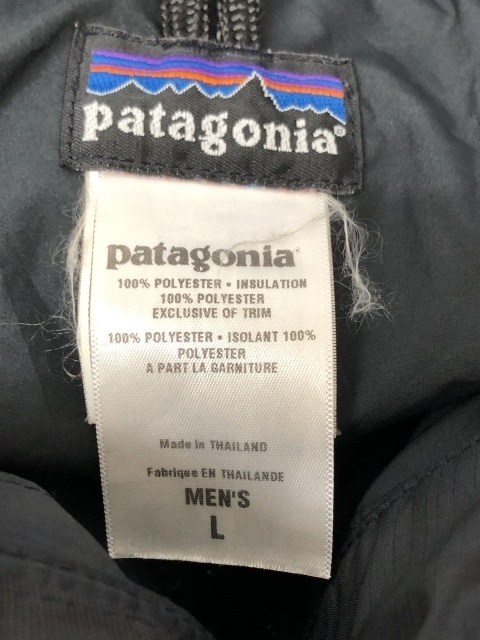 patagonia®
patagonia®
100% POLYESTER • INSULATION
100% POLYESTER
EXCLUSIVE OF TRIM
100% POLYESTER • ISOLANT 100%
POLYESTER
A PART LA GARNITURE
Made in THAILAND
Fabrique EN THAILANDE
MEN'S
L